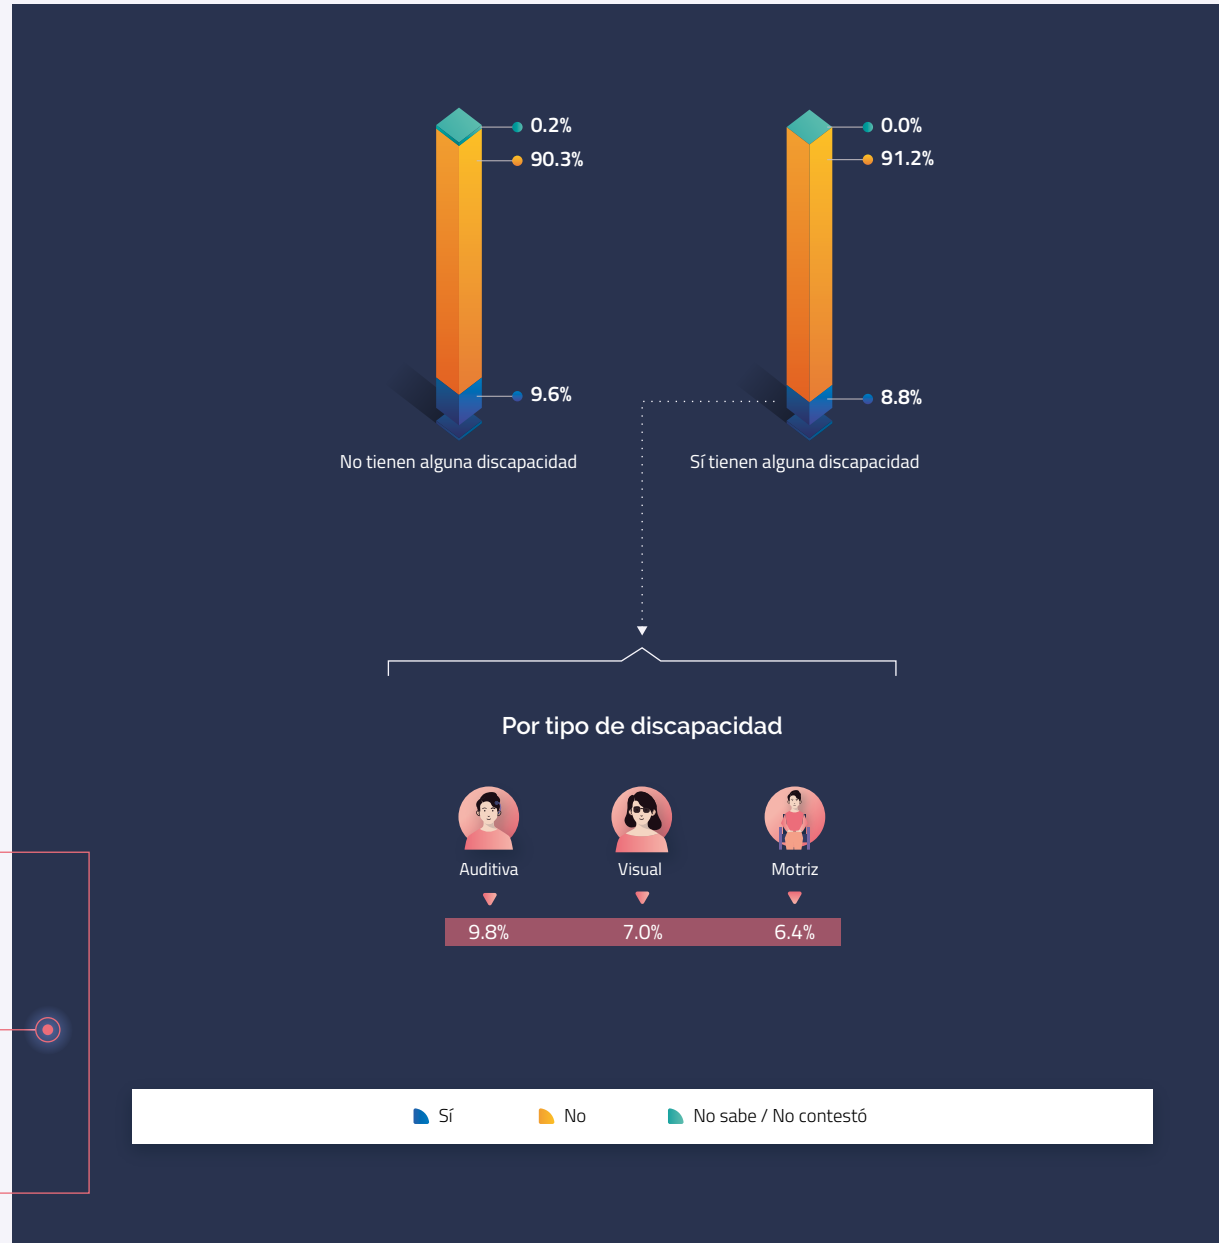 0.2%
90.3%
9.6%
No tienen alguna discapacidad
0.0%
91.2%
8.8%
Sí tienen alguna discapacidad
Por tipo de discapacidad
Auditiva Visual Motriz
9.8% 7.0% 6.4%
Sí No No sabe / No contestó